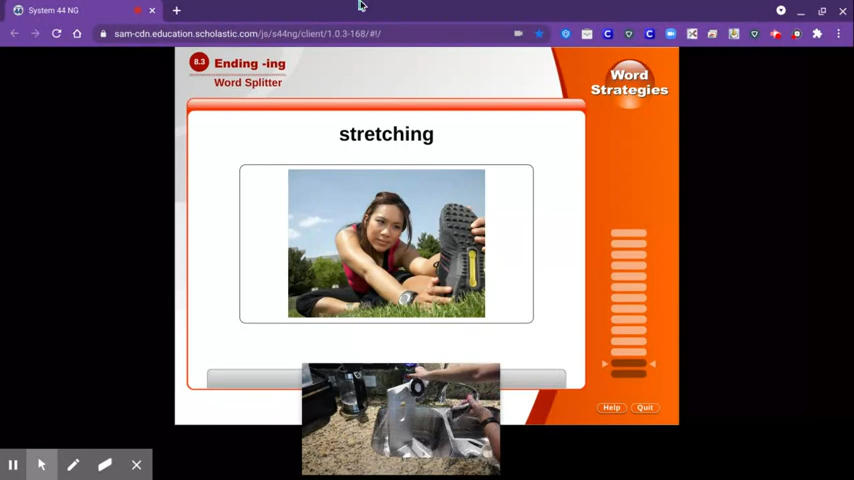 System 44 NG
sam-cdn.education.scholastic.com/js/s44ng/client/1.0.3-168/#!/
8.3 Ending -ing
Word Splitter
Word
Strategies
stretching
Help Quit